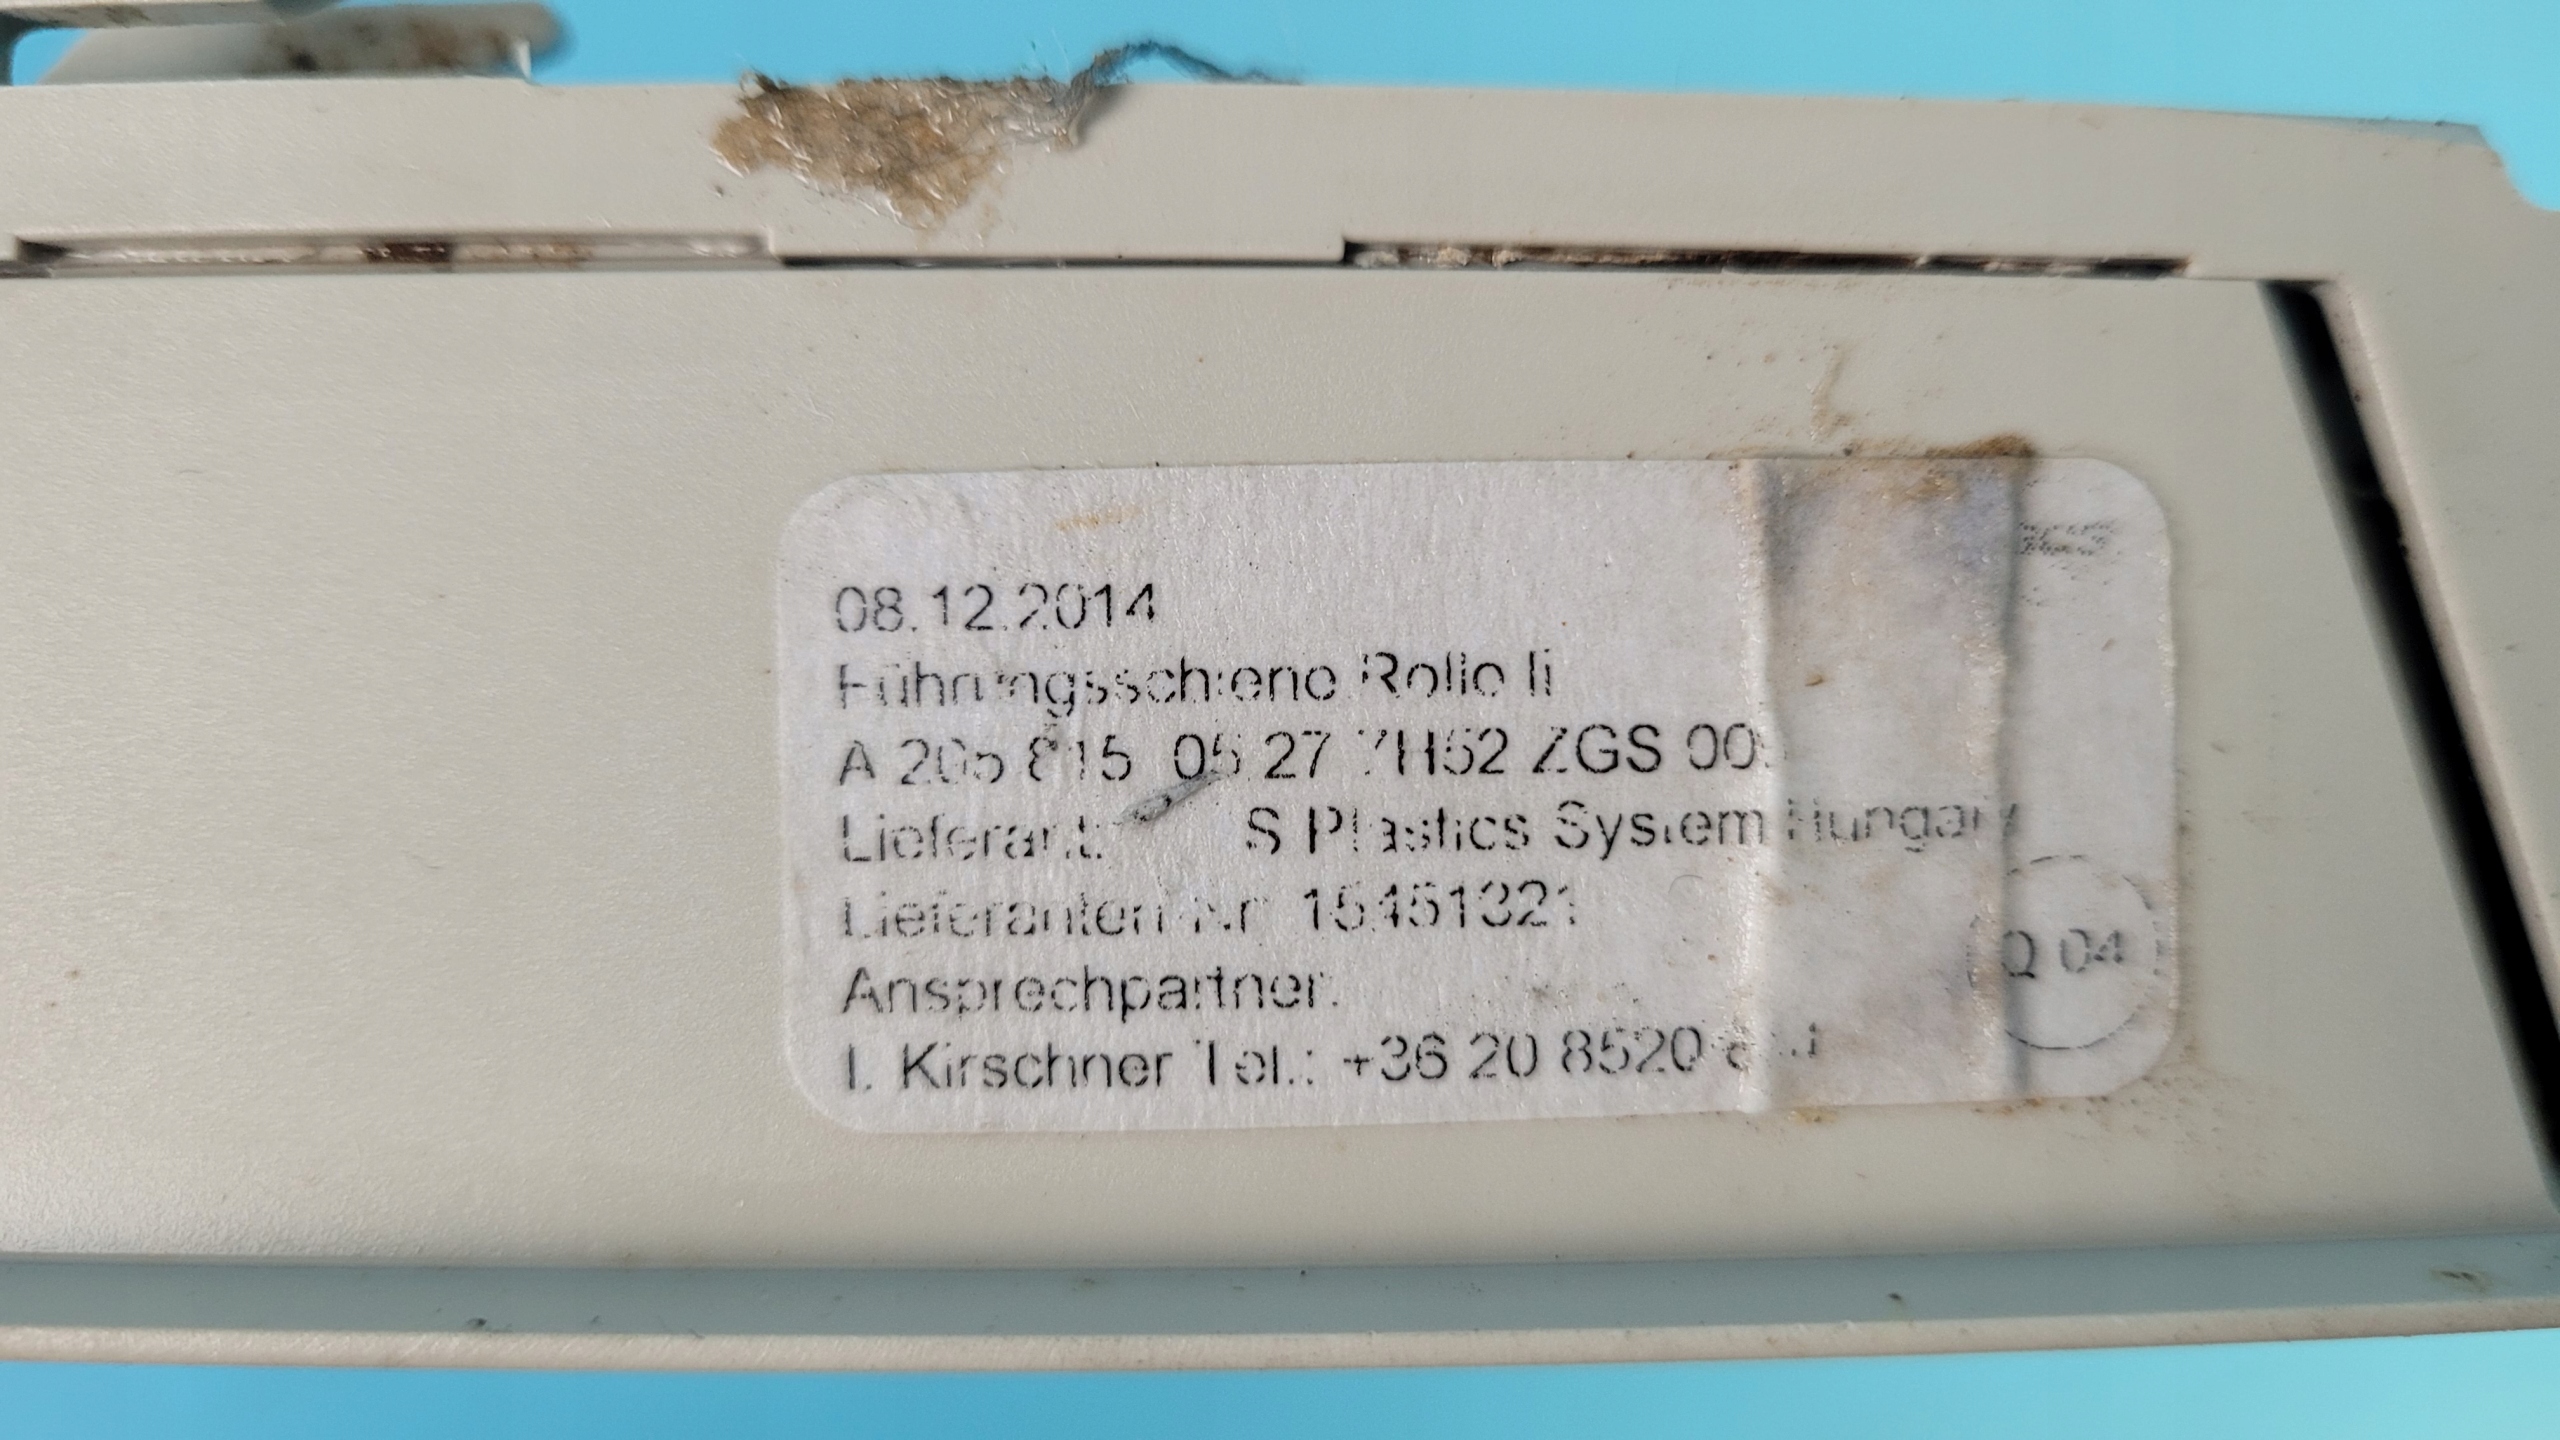 08.12.2014
Führungsschiene Rollo li
A 205 815 05 27 7H52 ZGS
Lieferant: S Plastics System Hungary
Lieferanten Nr 15451321
Ansprechpartner:
I. Kirschner Tel.: +36 20 8520
Q 04